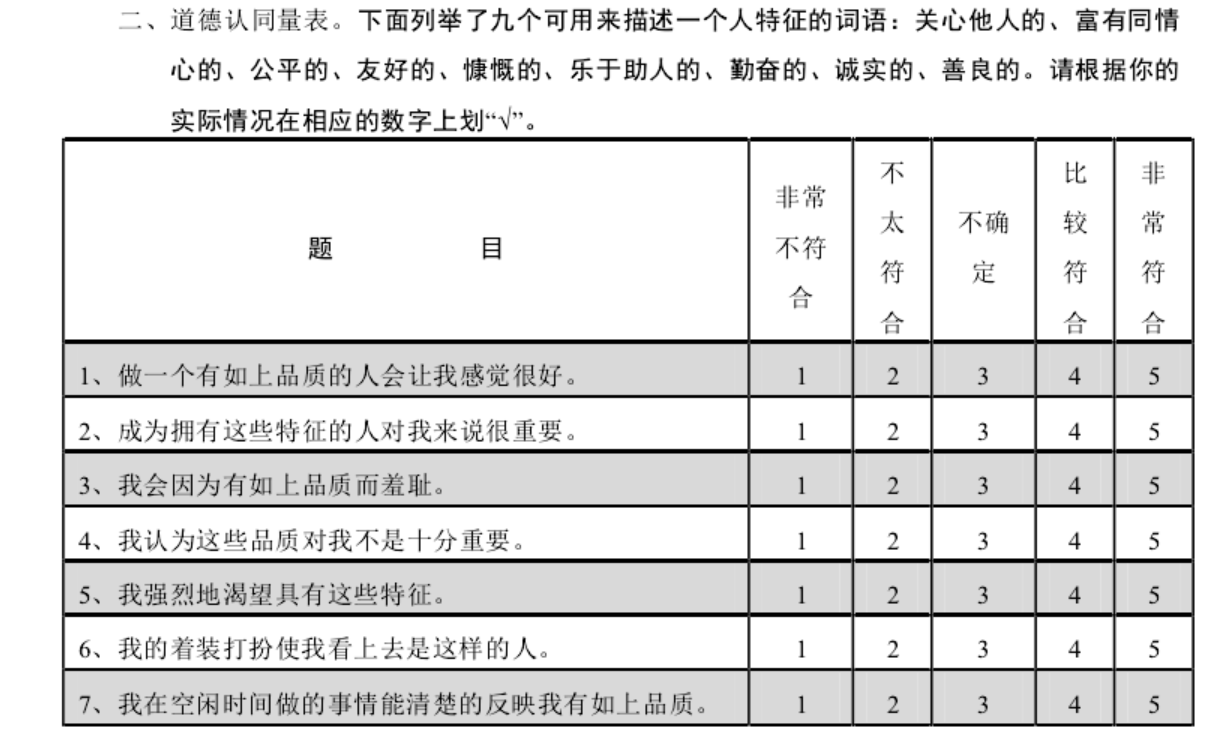 二、道德认同量表。下面列举了九个可用来描述一个人特征的词语：关心他人的、富有同情
心的、公平的、友好的、慷慨的、乐于助人的、勤奋的、诚实的、善良的。请根据你的
实际情况在相应的数字上划“√”。
题 目 非常不符合 不太符合 不确定 比较符合 非常符合
1、做一个有如上品质的人会让我感觉很好。 1 2 3 4 5
2、成为拥有这些特征的人对我来说很重要。 1 2 3 4 5
3、我会因为有如上品质而羞耻。 1 2 3 4 5
4、我认为这些品质对我不是十分重要。 1 2 3 4 5
5、我强烈地渴望具有这些特征。 1 2 3 4 5
6、我的着装打扮使我看上去是这样的人。 1 2 3 4 5
7、我在空闲时间做的事情能清楚的反映我有如上品质。 1 2 3 4 5